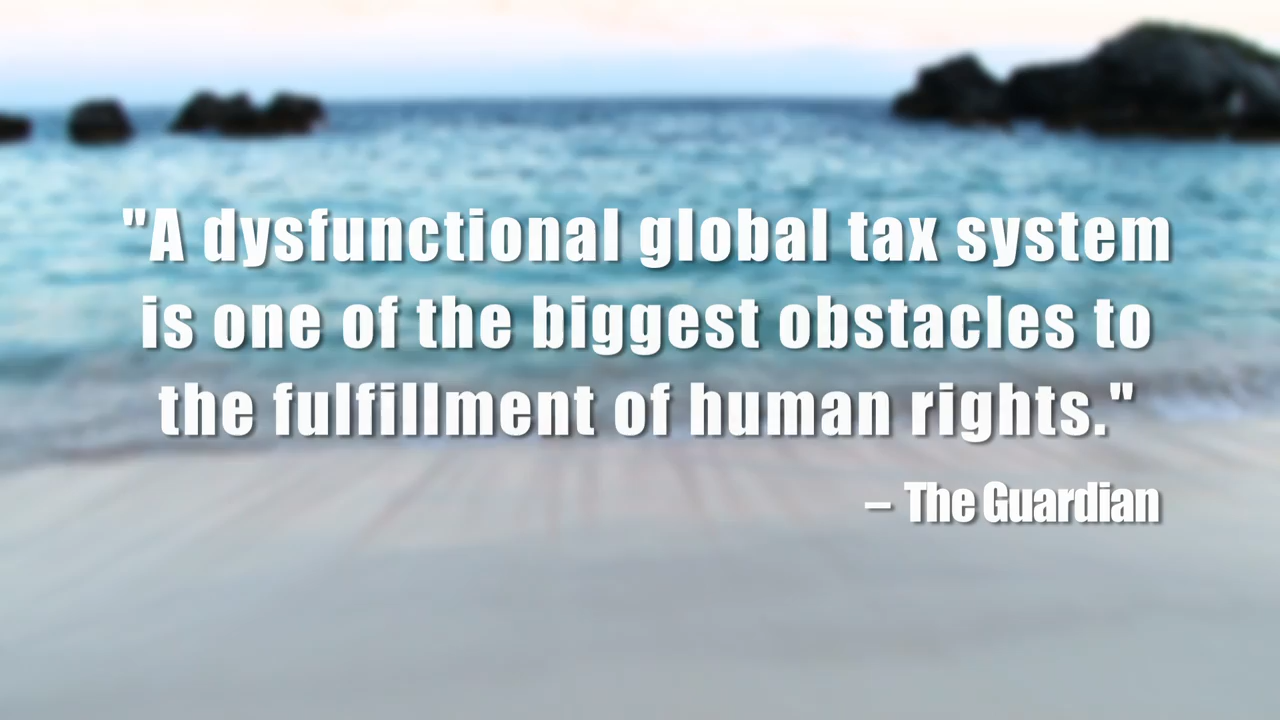 "A dysfunctional global tax system
is one of the biggest obstacles to
the fulfillment of human rights."
– The Guardian